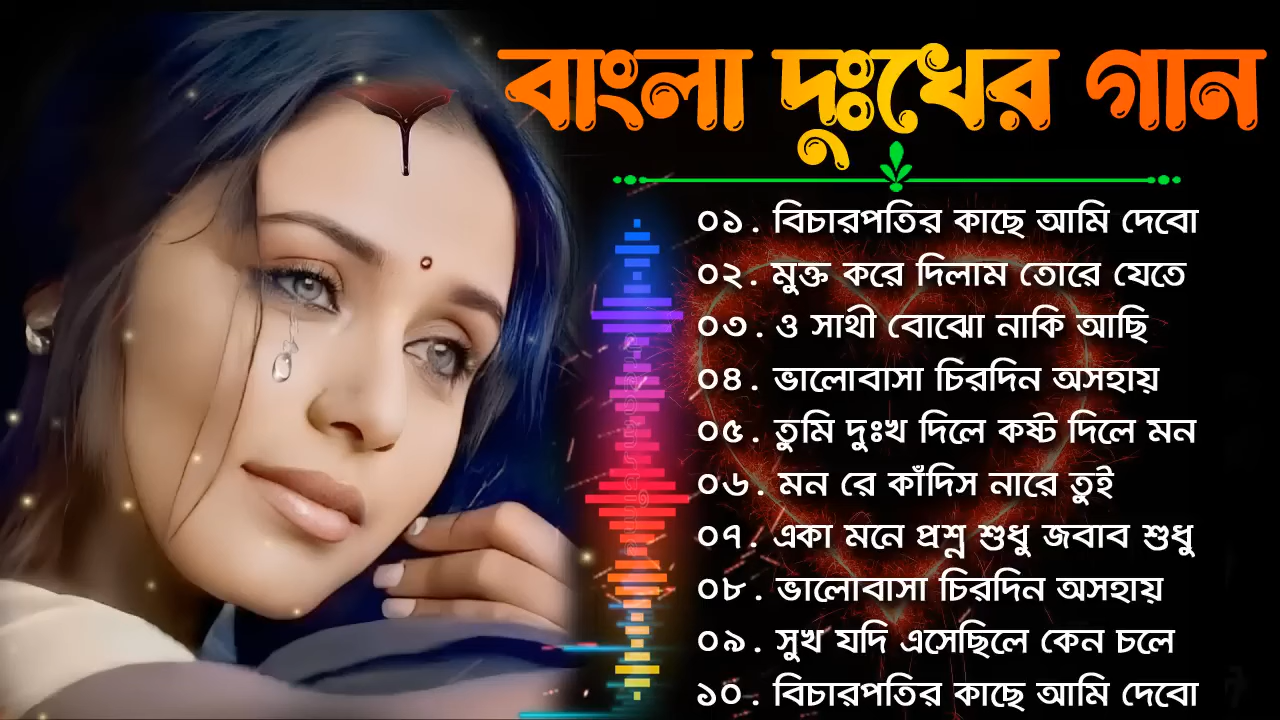 বাংলা দুঃখের গান
০১. বিচারপতির কাছে আমি দেবো
০২. মুক্ত করে দিলাম তোরে যেতে
০৩. ও সাথী বোঝো নাকি আছি
০৪. ভালোবাসা চিরদিন অসহায়
০৫. তুমি দুঃখ দিলে কষ্ট দিলে মন
০৬. মন রে কাঁদিস নারে তুই
০৭. একা মনে প্রশ্ন শুধু জবাব শুধু
০৮. ভালোবাসা চিরদিন অসহায়
০৯. সুখ যদি এসেছিলে কেন চলে
১০. বিচারপতির কাছে আমি দেবো